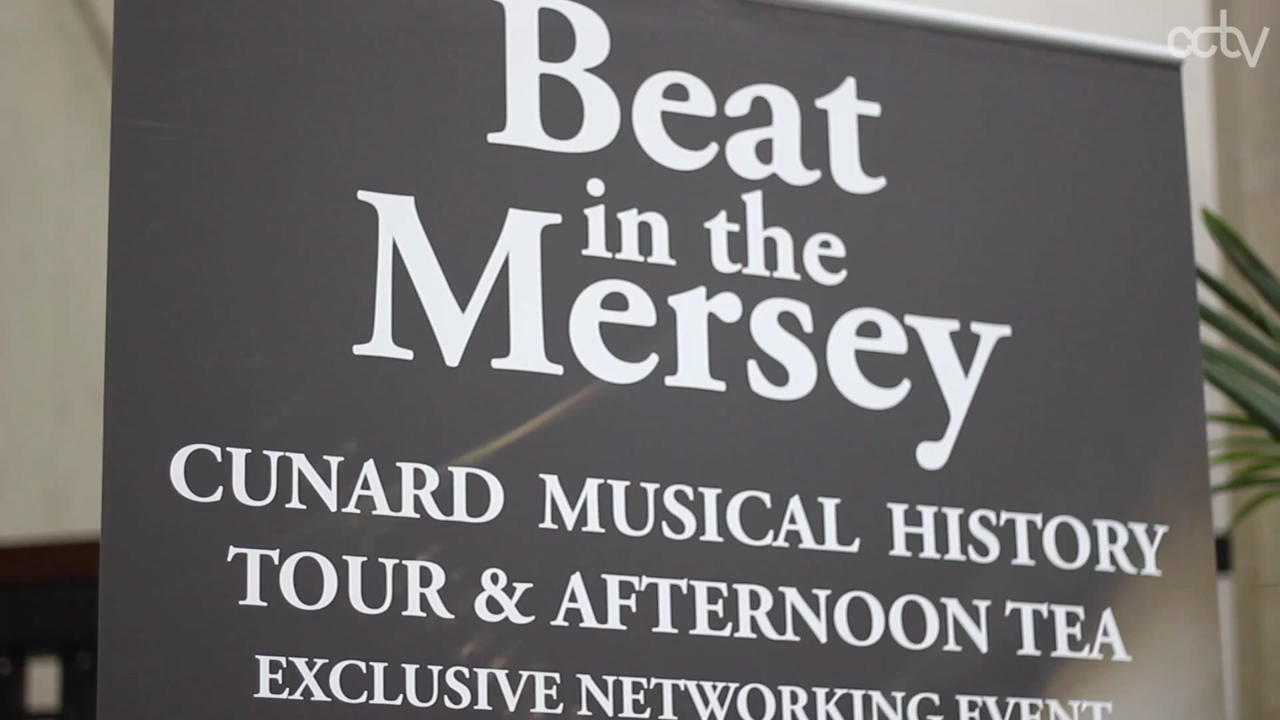 cctv
Beat
in the
Mersey
CUNARD MUSICAL HISTORY
TOUR & AFTERNOON TEA
EXCLUSIVE NETWORKING EVENT